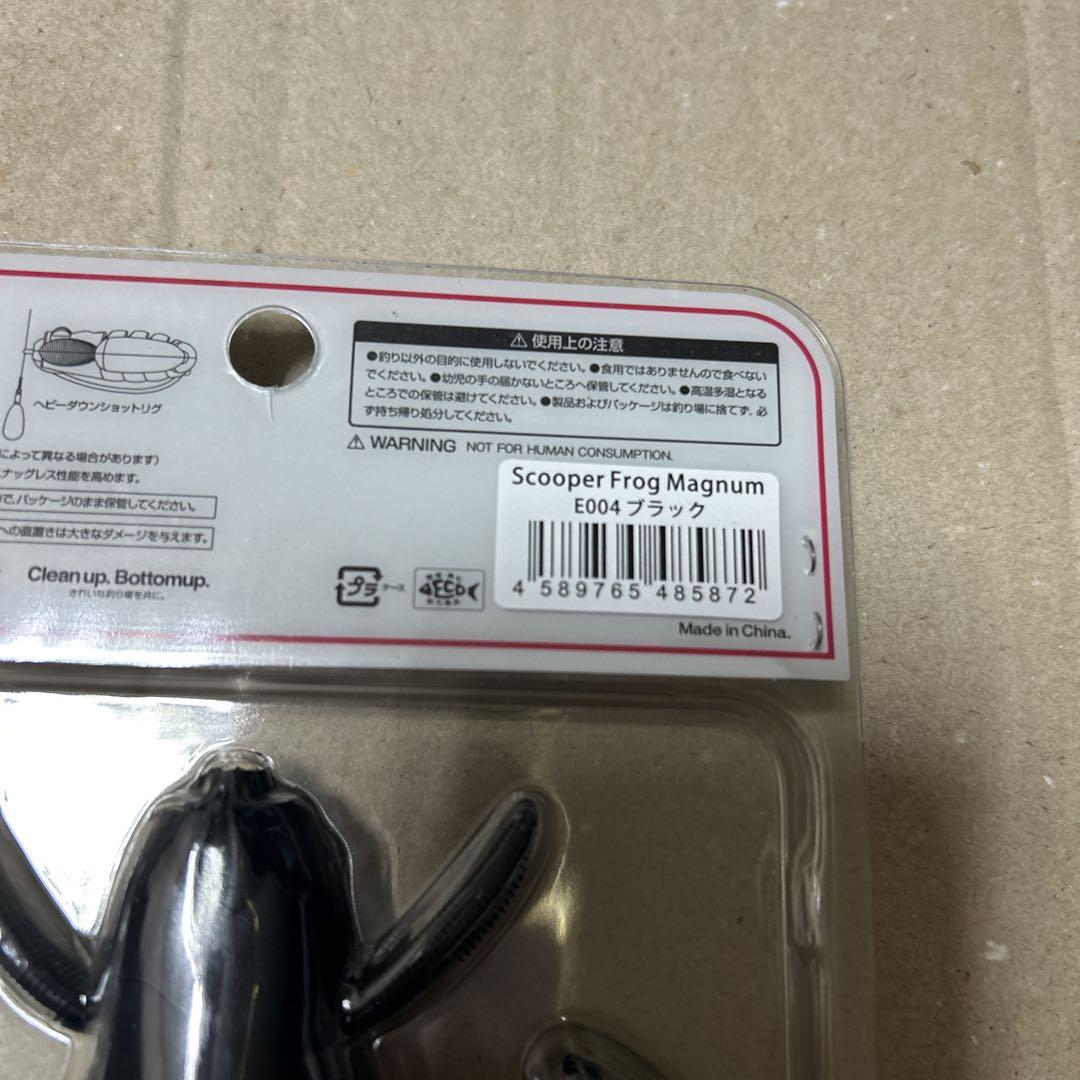 ヘビーダウンショットリグ
によって異なる場合があります)
スナッグレス性能を高めます。
で、パッケージのまま保管してください。
への直置きは大きなダメージを与えます。
Clean up. Bottomup.
きれいな釣り場を共に。
⚠ 使用上の注意
●釣り以外の目的に使用しないでください。●食用ではありませんので食べない
でください。●幼児の手の届かないところへ保管してください。●高温多湿となる
ところでの保管は避けてください。●製品およびパッケージは釣り場に捨てず、必
ず持ち帰り処分してください。
⚠ WARNING NOT FOR HUMAN CONSUMPTION.
Scooper Frog Magnum
E004 ブラック
4 589765 485872
プラ ケース
ECO
Made in China.